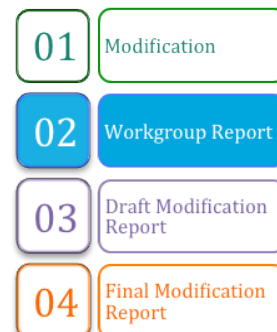 01
Modification
02
Workgroup Report
03
Draft Modification
Report
04
Final Modification
Report